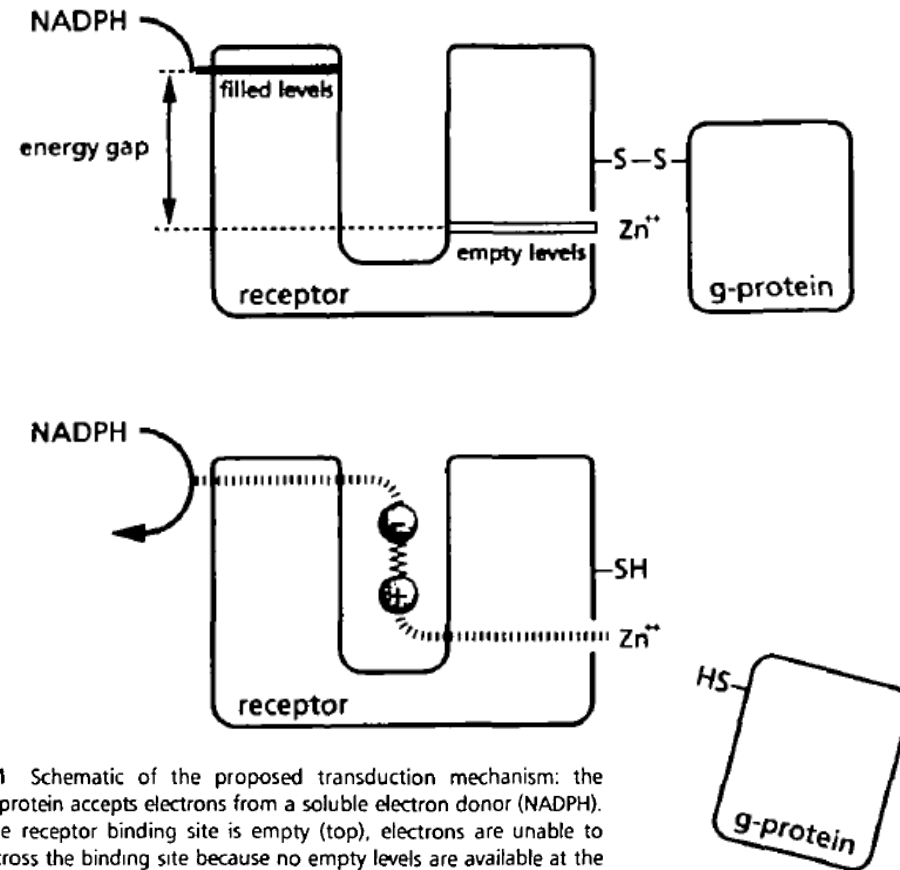 NADPH
filled levels
energy gap
–S–S–
Zn++
empty levels
receptor
g-protein
NADPH
–SH
Zn++
HS–
receptor
g-protein
1 Schematic of the proposed transduction mechanism: the
protein accepts electrons from a soluble electron donor (NADPH).
e receptor binding site is empty (top), electrons are unable to
cross the binding site because no empty levels are available at the